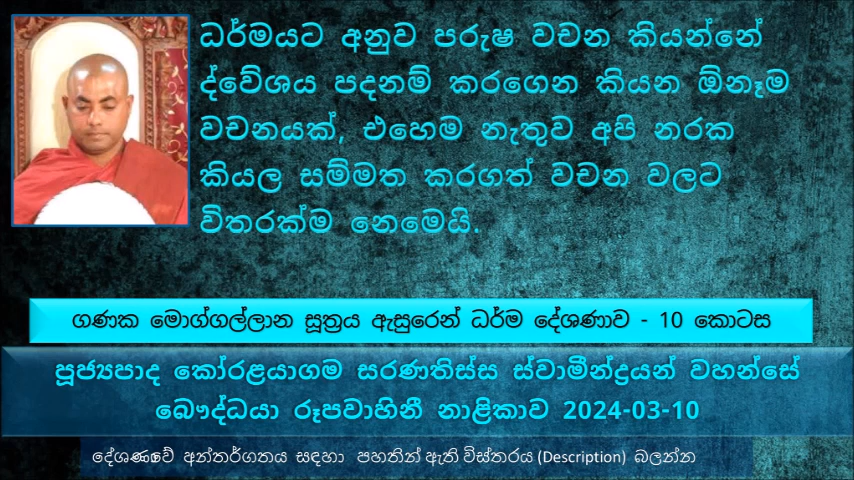 ධර්මයට අනුව පරුෂ වචන කියන්නේ
ද්වේශය පදනම් කරගෙන කියන ඕනෑම
වචනයක්, එහෙම නැතුව අපි නරක
කියල සම්මත කරගත් වචන වලට
විතරක්ම නෙමෙයි.
ගණක මොග්ගල්ලාන සූත්‍රය ඇසුරෙන් ධර්ම දේශණාව - 10 කොටස
පූජ්‍යපාද කෝරළයාගම සරණතිස්ස ස්වාමීන්ද්‍රයන් වහන්සේ
බෞද්ධයා රූපවාහිනී නාළිකාව 2024-03-10
දේශණාවේ අන්තර්ගතය සඳහා පහතින් ඇති විස්තරය (Description) බලන්න